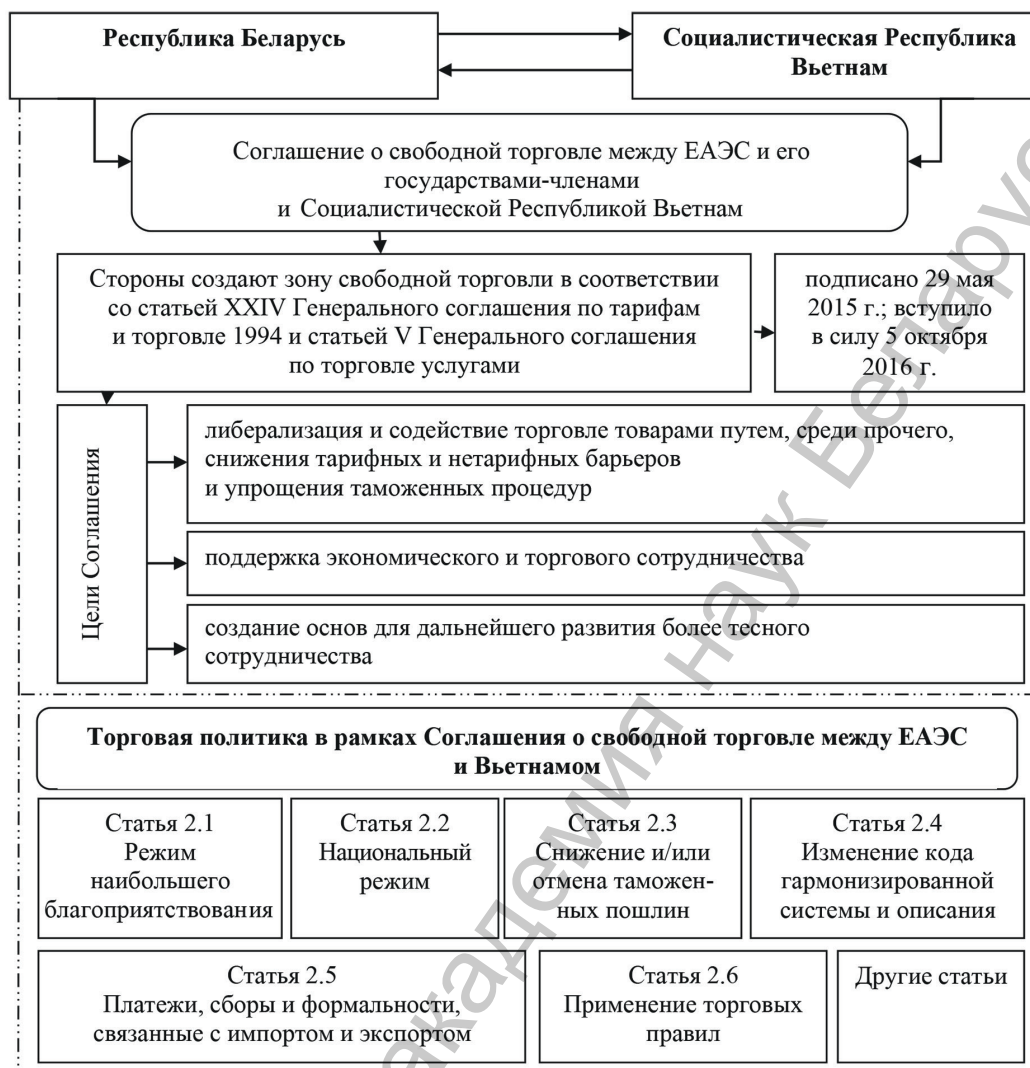 Республика Беларусь
Социалистическая Республика
Вьетнам
Соглашение о свободной торговле между ЕАЭС и его
государствами-членами
и Социалистической Республикой Вьетнам
Стороны создают зону свободной торговли в соответствии
со статьей XXIV Генерального соглашения по тарифам
и торговле 1994 и статьей V Генерального соглашения
по торговле услугами
подписано 29 мая
2015 г.; вступило
в силу 5 октября
2016 г.
Цели Соглашения
либерализация и содействие торговле товарами путем, среди прочего,
снижения тарифных и нетарифных барьеров
и упрощения таможенных процедур
поддержка экономического и торгового сотрудничества
создание основ для дальнейшего развития более тесного
сотрудничества
Торговая политика в рамках Соглашения о свободной торговле между ЕАЭС
и Вьетнамом
Статья 2.1
Режим
наибольшего
благоприятствования
Статья 2.2
Национальный
режим
Статья 2.3
Снижение и/или
отмена таможен-
ных пошлин
Статья 2.4
Изменение кода
гармонизированной
системы и описания
Статья 2.5
Платежи, сборы и формальности,
связанные с импортом и экспортом
Статья 2.6
Применение торговых
правил
Другие статьи
академия наук Беларус